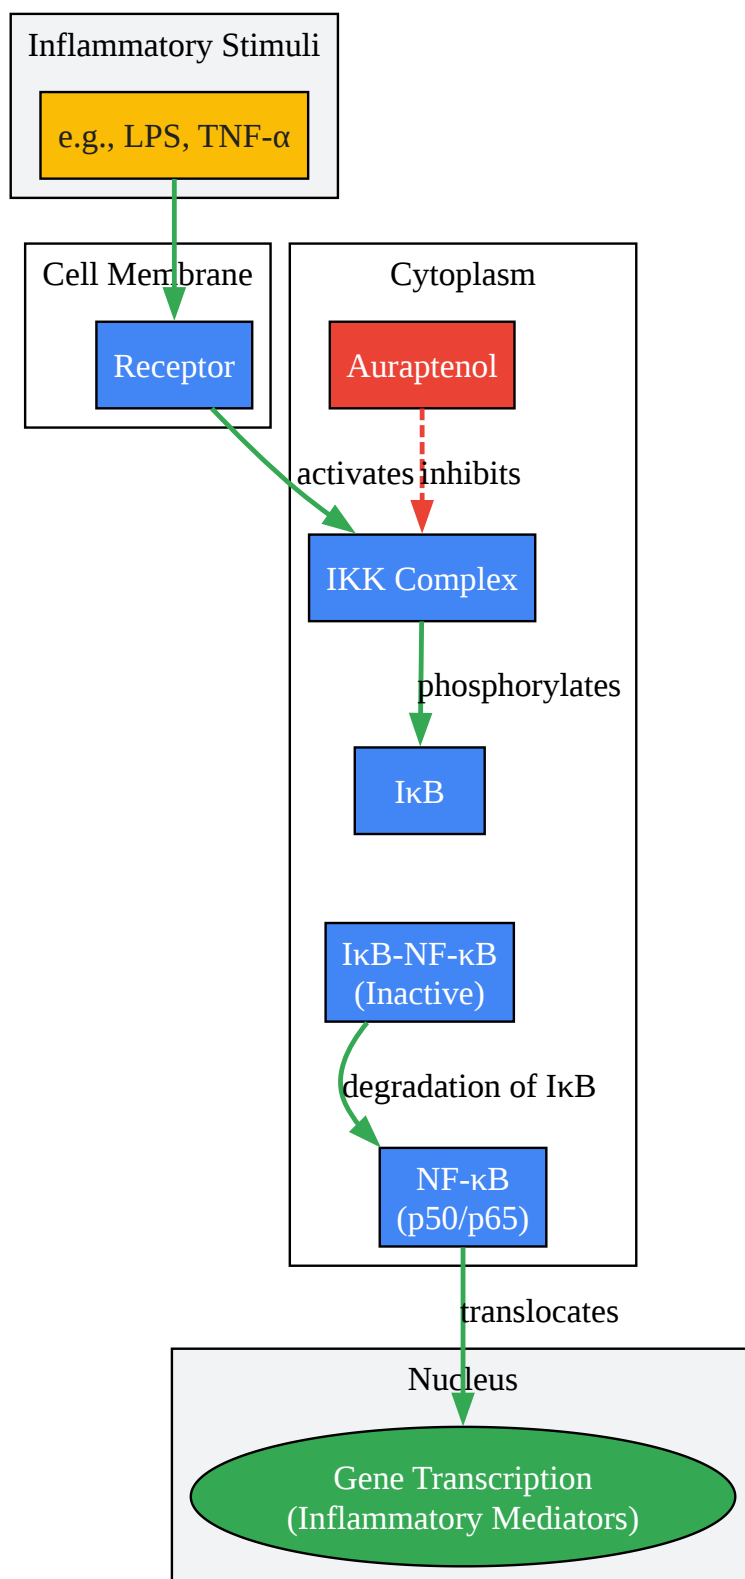 Inflammatory Stimuli
e.g., LPS, TNF-α
Cell Membrane
Cytoplasm
Receptor
Auraptenol
activates
inhibits
IKK Complex
phosphorylates
IκB
IκB-NF-κB
(Inactive)
degradation of IκB
NF-κB
(p50/p65)
translocates
Nucleus
Gene Transcription
(Inflammatory Mediators)